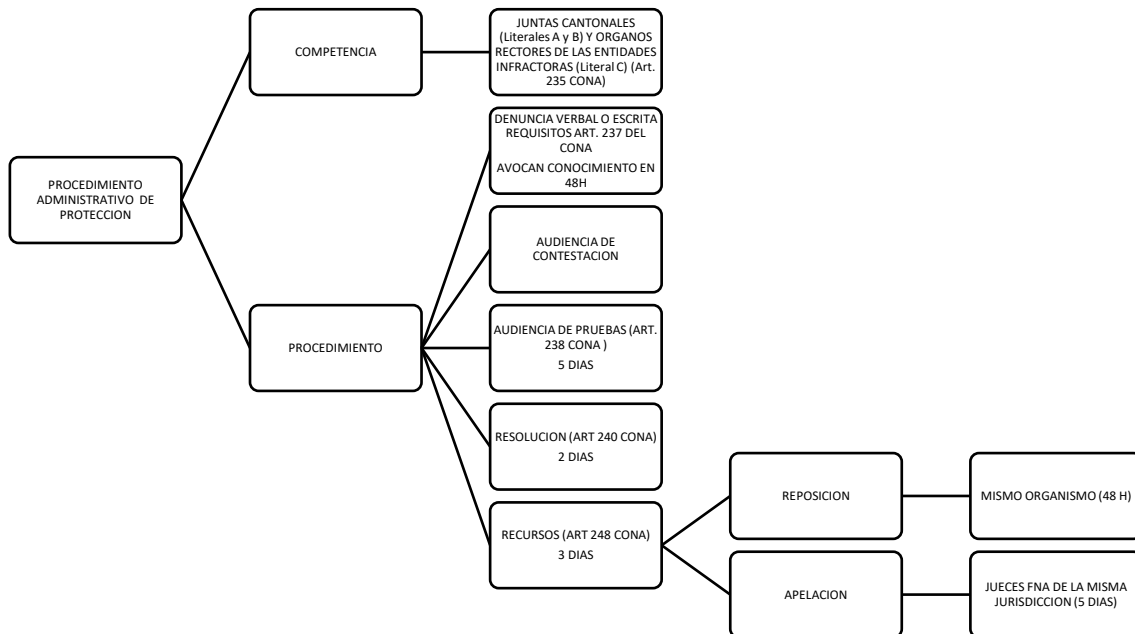 PROCEDIMIENTO
ADMINISTRATIVO DE
PROTECCION
COMPETENCIA
JUNTAS CANTONALES
(Literales A y B) Y ORGANOS
RECTORES DE LAS ENTIDADES
INFRACTORAS (Literal C) (Art.
235 CONA)
PROCEDIMIENTO
DENUNCIA VERBAL O ESCRITA
REQUISITOS ART. 237 DEL
CONA
AVOCAN CONOCIMIENTO EN
48H
AUDIENCIA DE
CONTESTACION
AUDIENCIA DE PRUEBAS (ART.
238 CONA )
5 DIAS
RESOLUCION (ART 240 CONA)
2 DIAS
RECURSOS (ART 248 CONA)
3 DIAS
REPOSICION
MISMO ORGANISMO (48 H)
APELACION
JUECES FNA DE LA MISMA
JURISDICCION (5 DIAS)